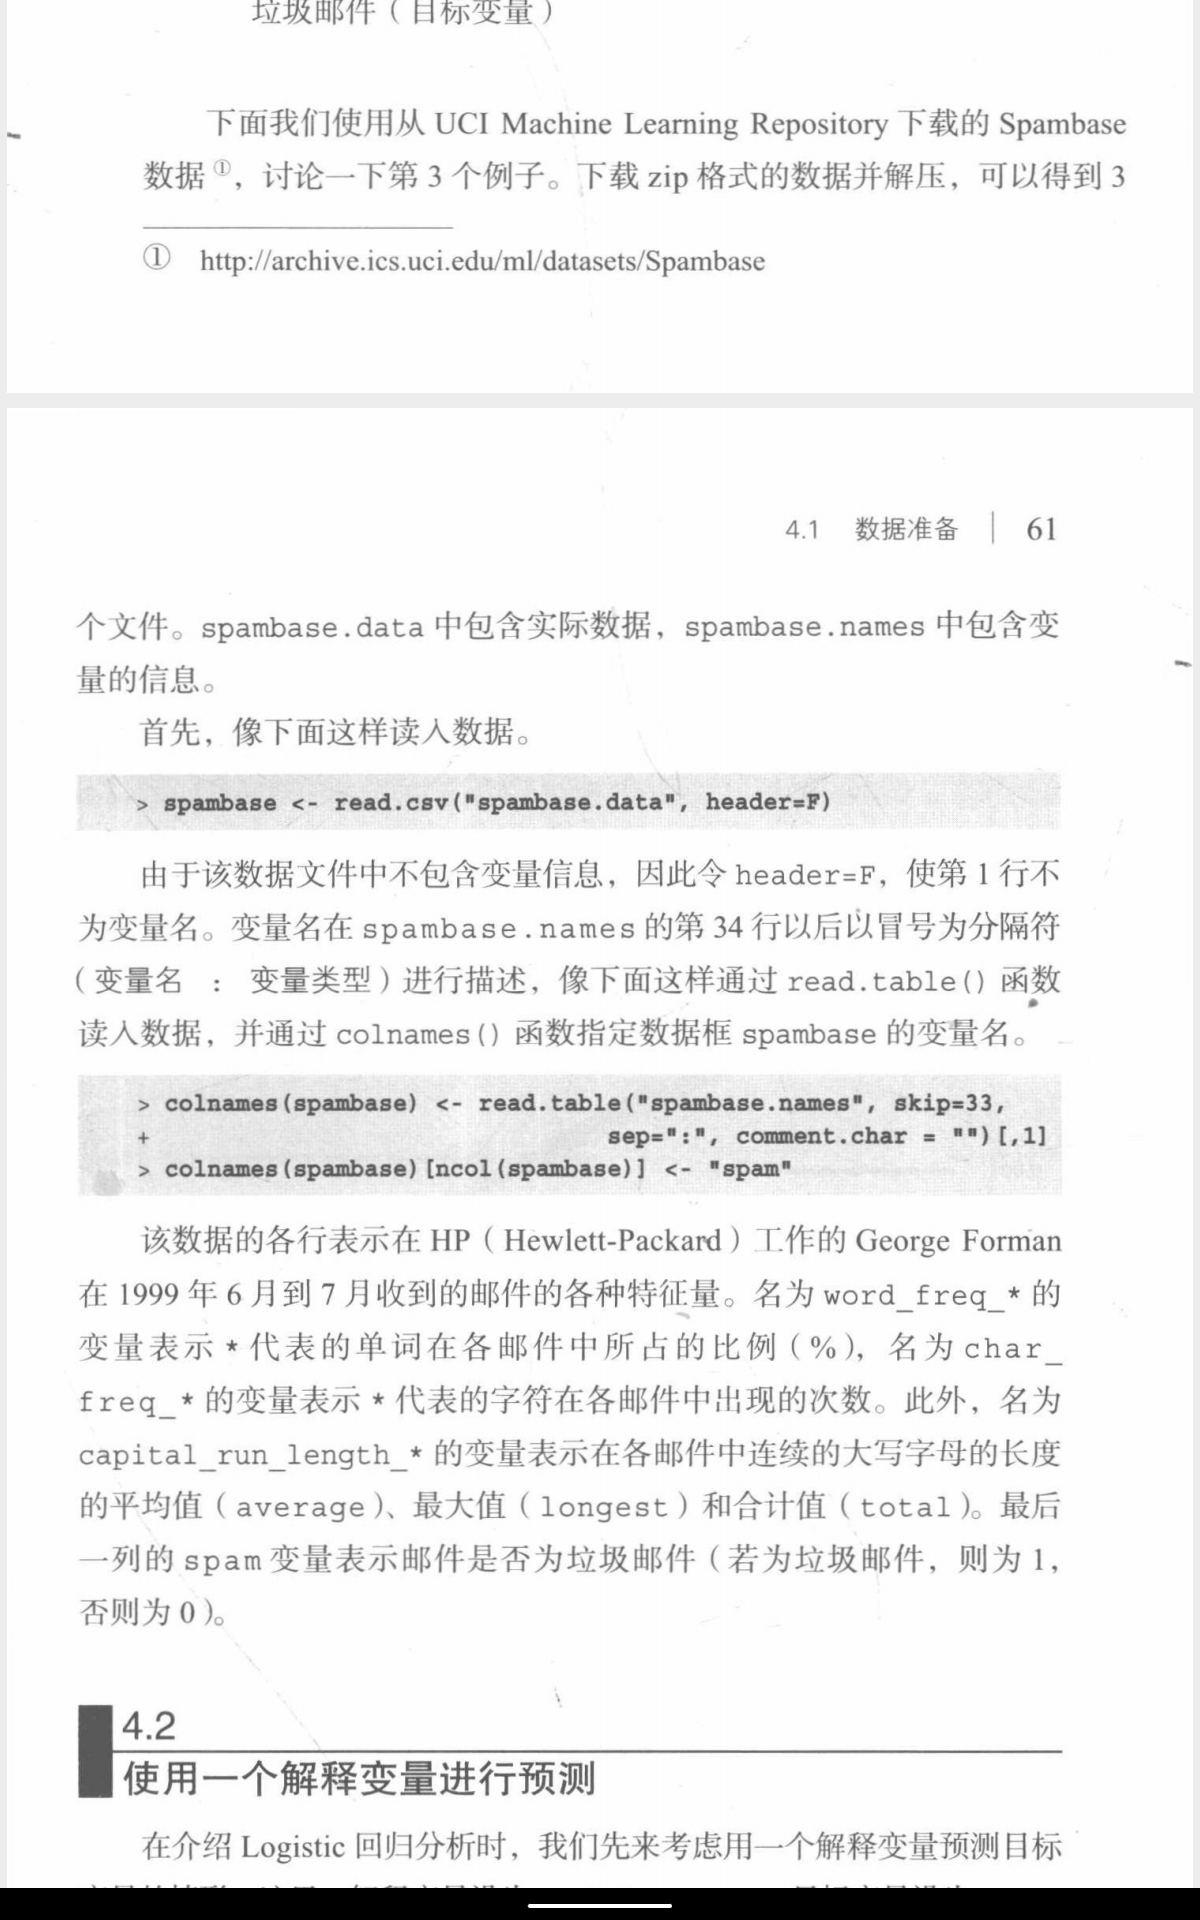 垃圾邮件（目标变量）
下面我们使用从 UCI Machine Learning Repository 下载的 Spambase
数据①，讨论一下第 3 个例子。下载 zip 格式的数据并解压，可以得到 3
① http://archive.ics.uci.edu/ml/datasets/Spambase
4.1 数据准备 | 61
个文件。spambase.data 中包含实际数据，spambase.names 中包含变
量的信息。
首先，像下面这样读入数据。
> spambase <- read.csv("spambase.data", header=F)
由于该数据文件中不包含变量信息，因此令 header=F，使第 1 行不
为变量名。变量名在 spambase.names 的第 34 行以后以冒号为分隔符
（变量名 : 变量类型）进行描述，像下面这样通过 read.table() 函数
读入数据，并通过 colnames() 函数指定数据框 spambase 的变量名。
> colnames(spambase) <- read.table("spambase.names", skip=33,
+ sep=":", comment.char = "")[,1]
> colnames(spambase)[ncol(spambase)] <- "spam"
该数据的各行表示在 HP（Hewlett-Packard）工作的 George Forman
在 1999 年 6 月到 7 月收到的邮件的各种特征量。名为 word_freq_* 的
变量表示 * 代表的单词在各邮件中所占的比例（%），名为 char_
freq_* 的变量表示 * 代表的字符在各邮件中出现的次数。此外，名为
capital_run_length_* 的变量表示在各邮件中连续的大写字母的长度
的平均值（average）、最大值（longest）和合计值（total）。最后
一列的 spam 变量表示邮件是否为垃圾邮件（若为垃圾邮件，则为 1，
否则为 0）。
4.2
使用一个解释变量进行预测
在介绍 Logistic 回归分析时，我们先来考虑用一个解释变量预测目标